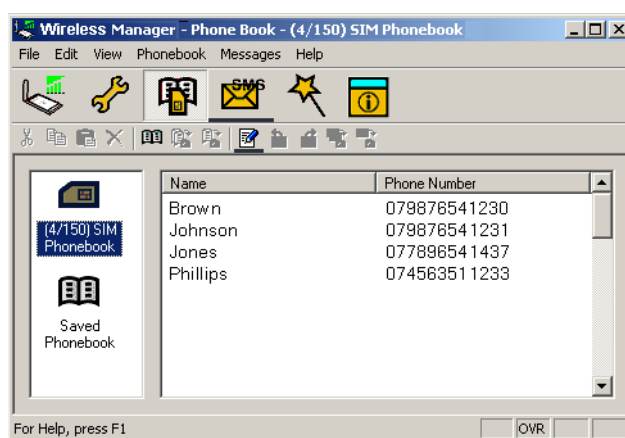 Wireless Manager - Phone Book - (4/150) SIM Phonebook
File Edit View Phonebook Messages Help
SMS
Name Phone Number
Brown 079876541230
Johnson 079876541231
Jones 077896541437
Phillips 074563511233
(4/150) SIM
Phonebook
Saved
Phonebook
For Help, press F1 OVR